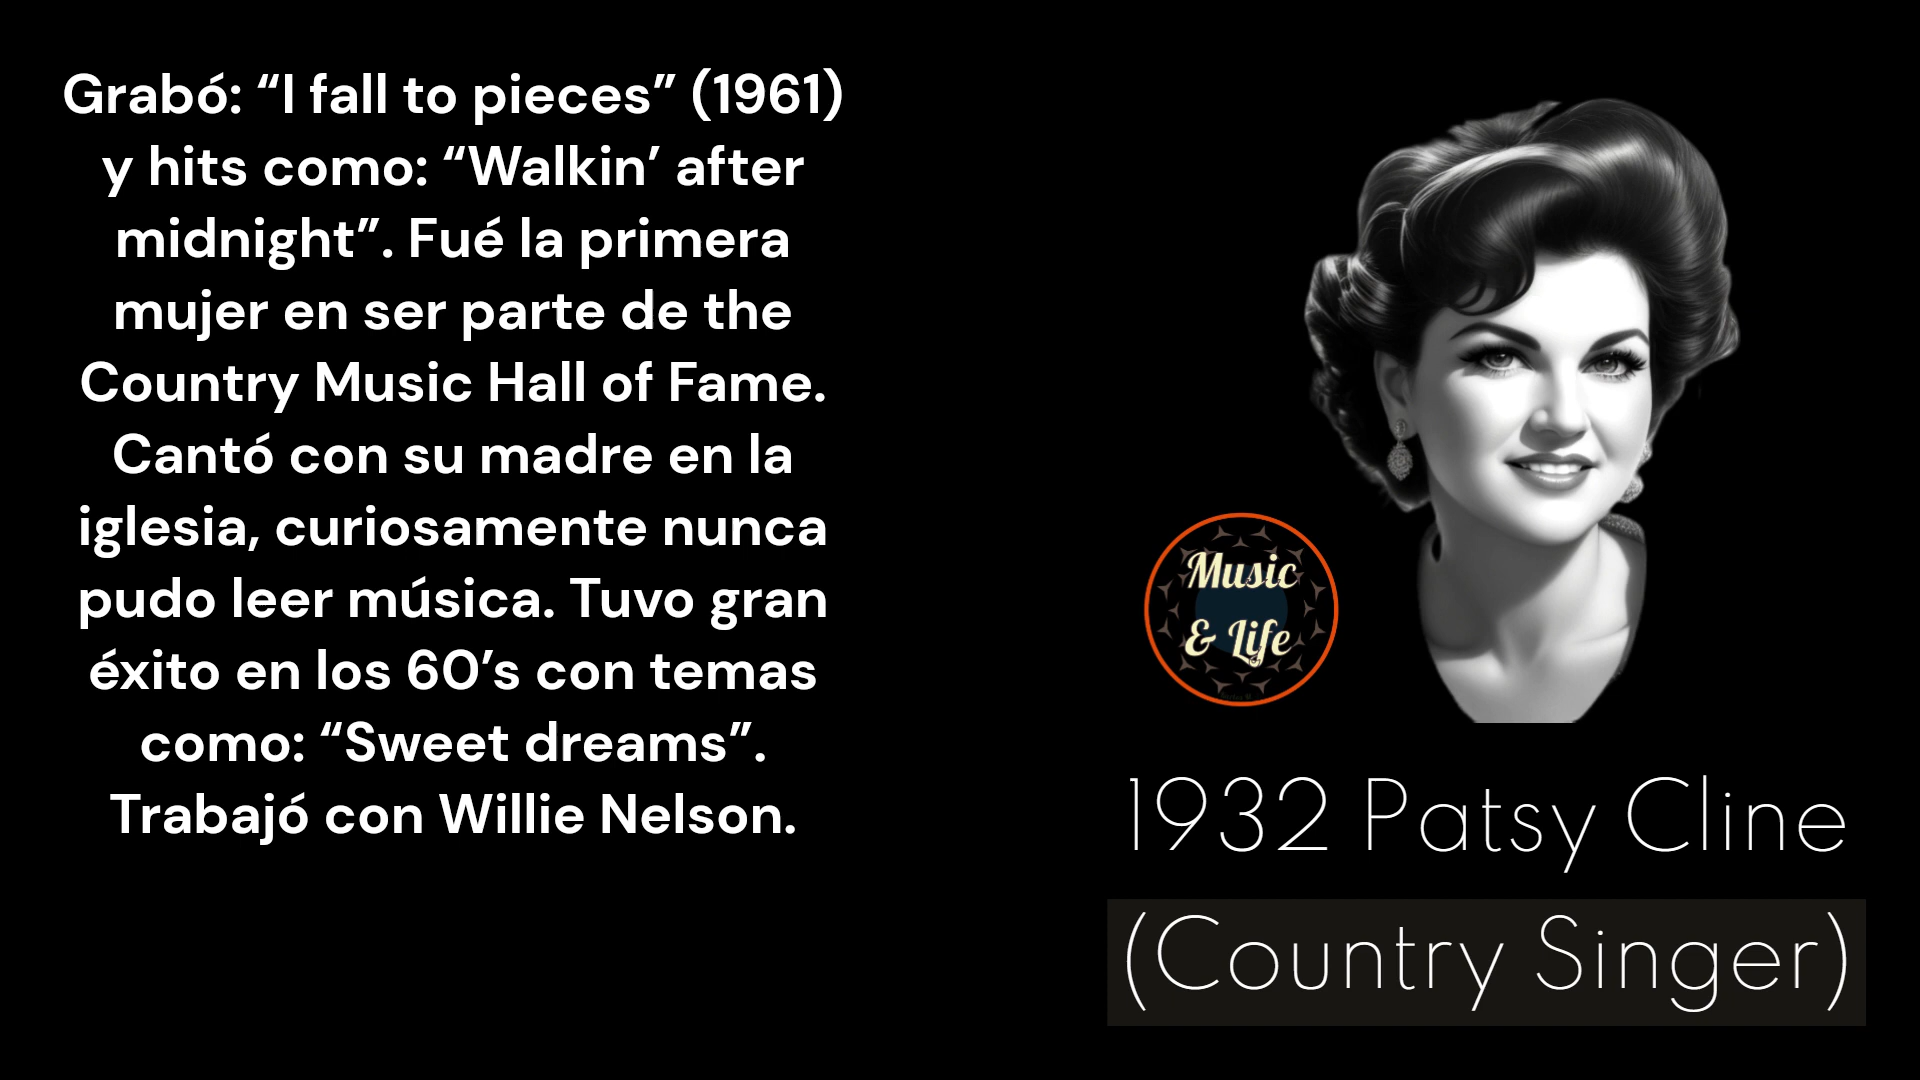 Grabó: “I fall to pieces” (1961)
y hits como: “Walkin’ after
midnight”. Fué la primera
mujer en ser parte de the
Country Music Hall of Fame.
Cantó con su madre en la
iglesia, curiosamente nunca
pudo leer música. Tuvo gran
éxito en los 60’s con temas
como: “Sweet dreams”.
Trabajó con Willie Nelson.
Music
& Life
1932 Patsy Cline
(Country Singer)